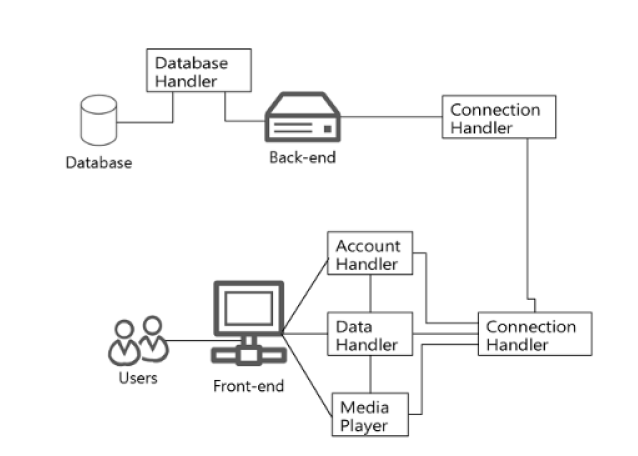 Database
Handler
Connection
Handler
Database
Back-end
Account
Handler
Data
Handler
Connection
Handler
Users
Front-end
Media
Player